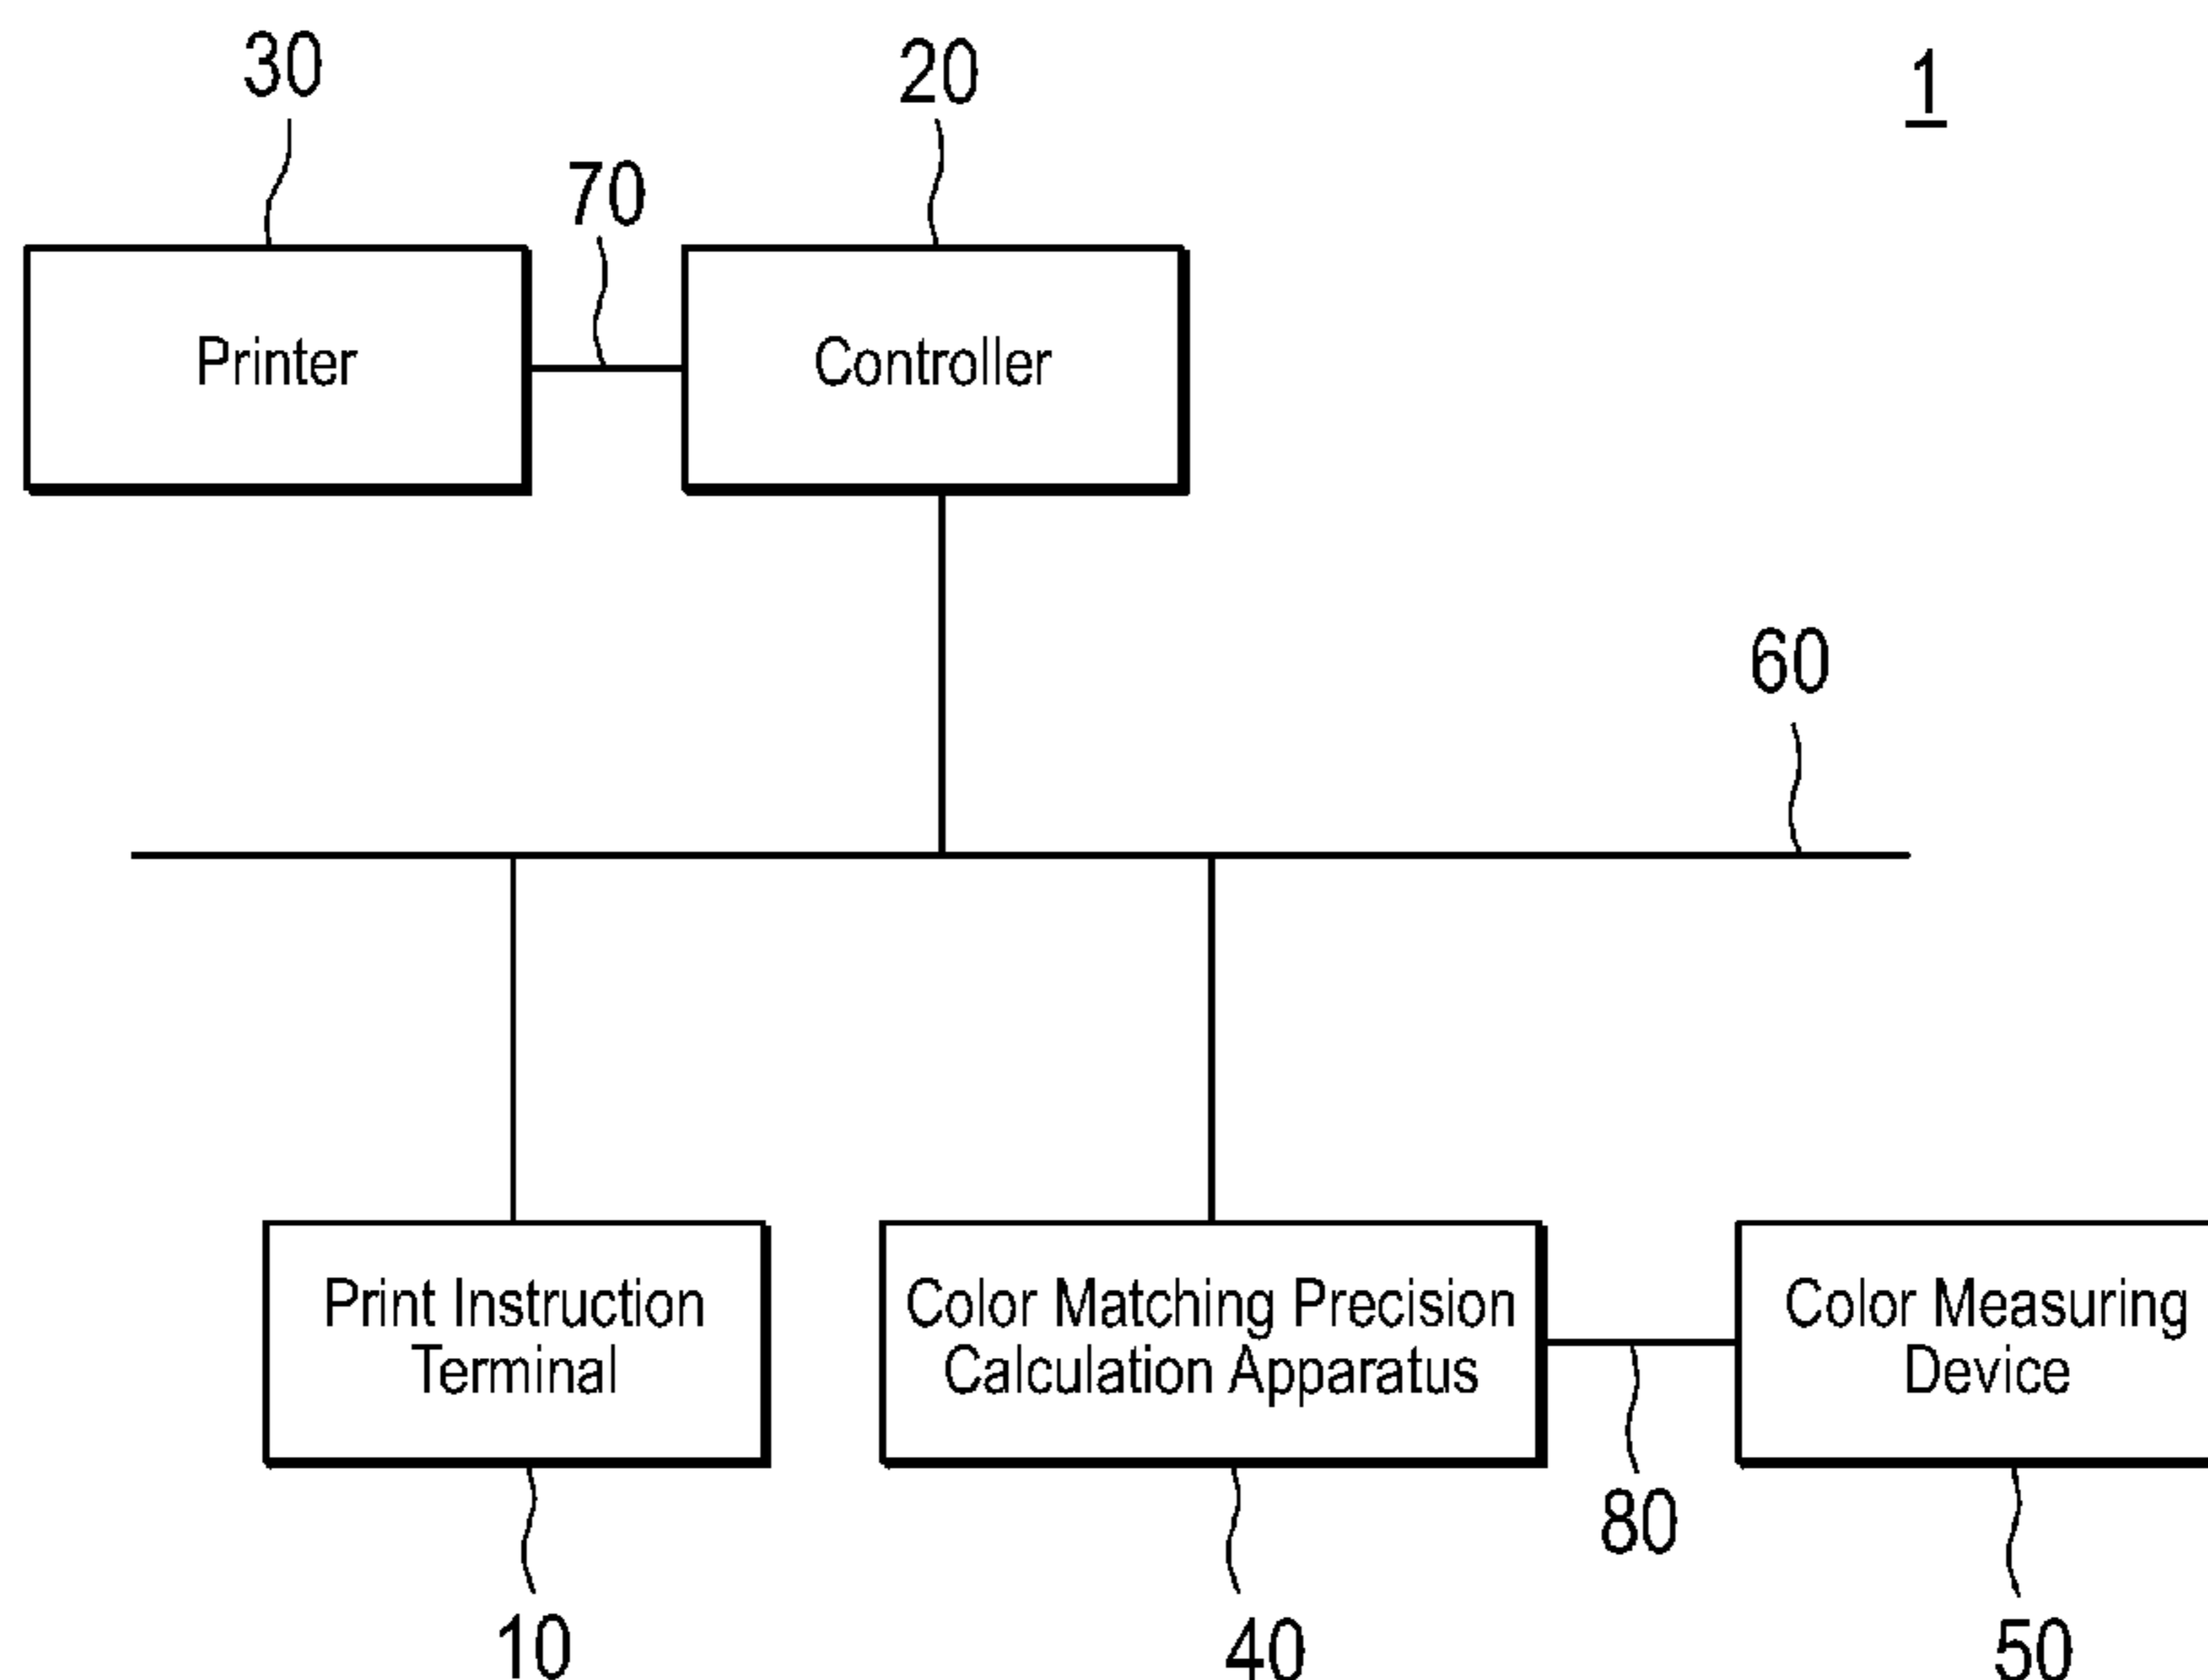 30
20
1
70
Printer
Controller
60
Print Instruction
Terminal
Color Matching Precision
Calculation Apparatus
Color Measuring
Device
80
10
40
50